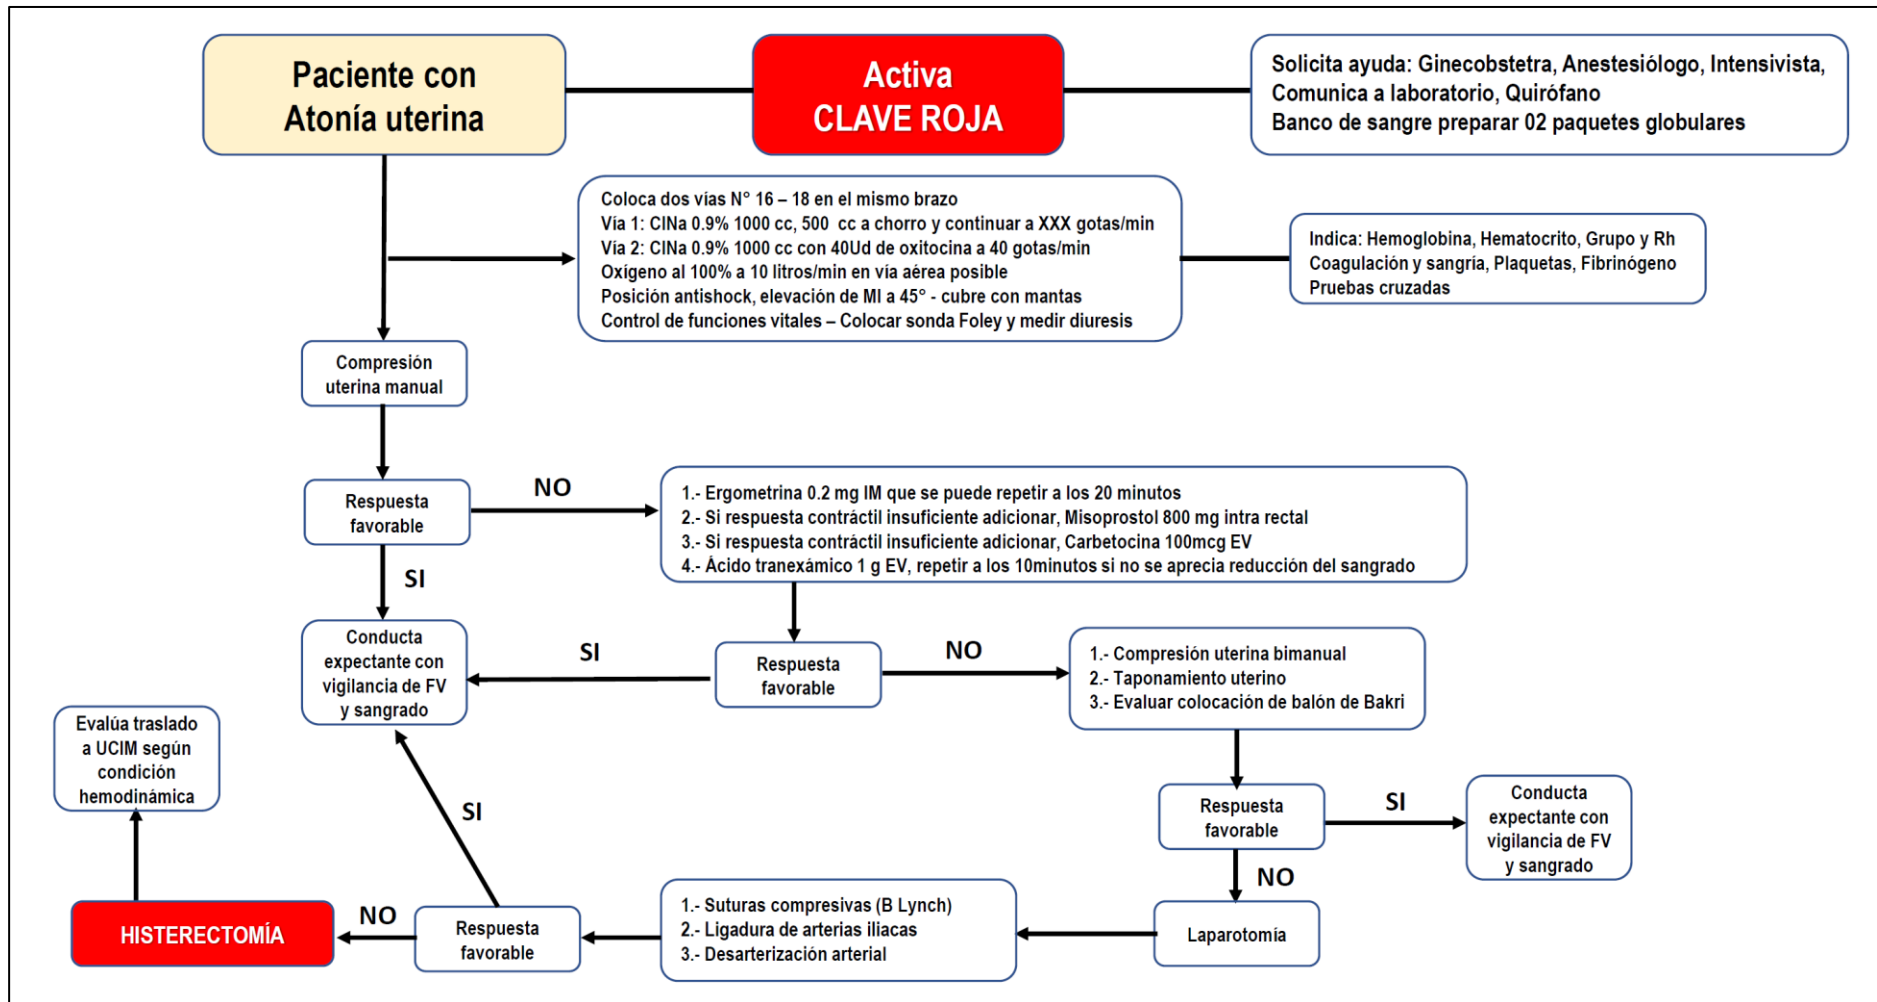 Paciente con
Atonía uterina
Activa
CLAVE ROJA
Solicita ayuda: Ginecobstetra, Anestesiólogo, Intensivista,
Comunica a laboratorio, Quirófano
Banco de sangre preparar 02 paquetes globulares
Coloca dos vías N° 16 – 18 en el mismo brazo
Vía 1: ClNa 0.9% 1000 cc, 500 cc a chorro y continuar a XXX gotas/min
Vía 2: ClNa 0.9% 1000 cc con 40Ud de oxitocina a 40 gotas/min
Oxígeno al 100% a 10 litros/min en vía aérea posible
Posición antishock, elevación de MI a 45° - cubre con mantas
Control de funciones vitales – Colocar sonda Foley y medir diuresis
Indica: Hemoglobina, Hematocrito, Grupo y Rh
Coagulación y sangría, Plaquetas, Fibrinógeno
Pruebas cruzadas
Compresión
uterina manual
Respuesta
favorable
NO
1.- Ergometrina 0.2 mg IM que se puede repetir a los 20 minutos
2.- Si respuesta contráctil insuficiente adicionar, Misoprostol 800 mg intra rectal
3.- Si respuesta contráctil insuficiente adicionar, Carbetocina 100mcg EV
4.- Ácido tranexámico 1 g EV, repetir a los 10minutos si no se aprecia reducción del sangrado
SI
Conducta
expectante con
vigilancia de FV
y sangrado
SI
Respuesta
favorable
NO
1.- Compresión uterina bimanual
2.- Taponamiento uterino
3.- Evaluar colocación de balón de Bakri
Respuesta
favorable
SI
Conducta
expectante con
vigilancia de FV
y sangrado
NO
Laparotomía
1.- Suturas compresivas (B Lynch)
2.- Ligadura de arterias iliacas
3.- Desarterización arterial
Respuesta
favorable
SI
NO
HISTERECTOMÍA
Evalúa traslado
a UCIM según
condición
hemodinámica